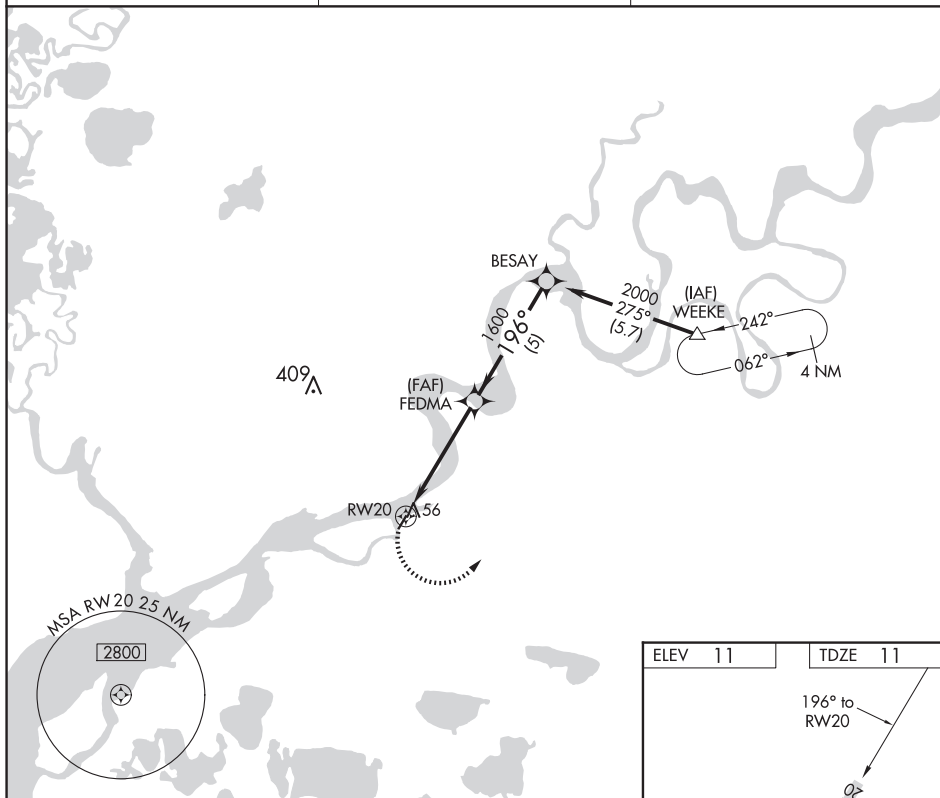 BESAY
2000
275°
(5.7)
(IAF)
WEEKE
242°
062°
4 NM
1600
196°
(5)
409
(FAF)
FEDMA
RW20
56
MSA RW20 25 NM
2800
ELEV 11
TDZE 11
196° to
RW20
20